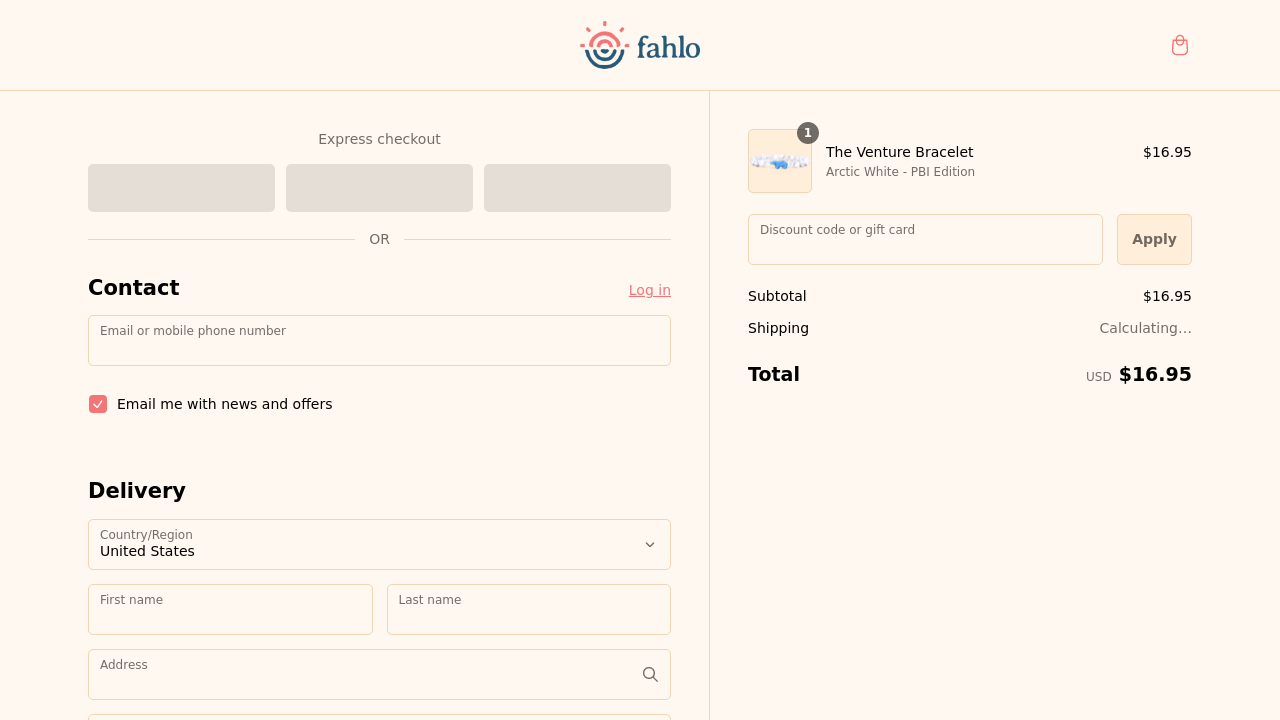 fahlo
Express checkout
OR
Contact
Log in
Email or mobile phone number
Email me with news and offers
Delivery
Country/Region
United States
First name
Last name
Address
1
The Venture Bracelet
$16.95
Arctic White - PBI Edition
Discount code or gift card
Apply
Subtotal
$16.95
Shipping
Calculating...
Total
USD $16.95